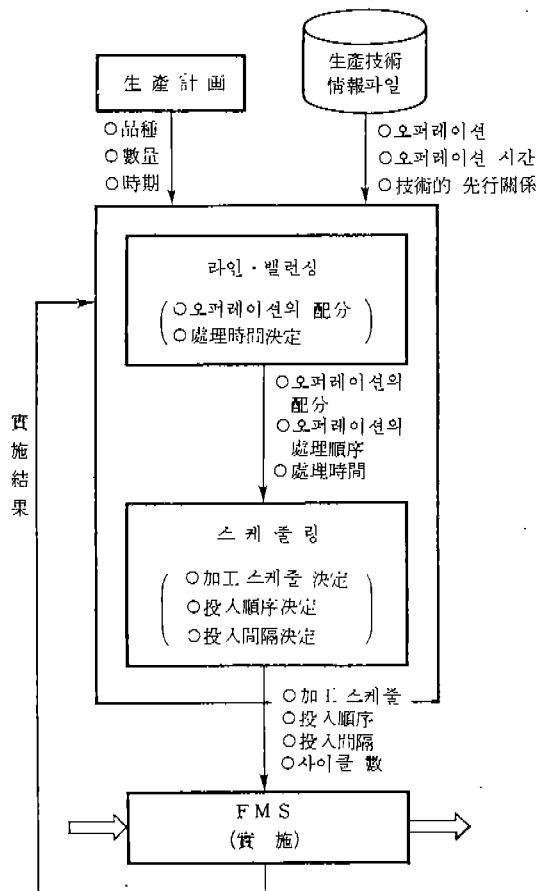 生産計画
生産技術
情報파일
○品種
○數量
○時期
○오퍼레이션
○오퍼레이션 시간
○技術的 先行關係
라인·밸런싱
○오퍼레이션의 配分
○處理時間決定
○오퍼레이션의
配分
○오퍼레이션의
處理順序
○處理時間
實施結果
스케줄링
○加工 스케줄 決定
○投入順序決定
○投入間隔決定
○加工 스케줄
○投入順序
○投入間隔
○사이클 數
FMS
(實 施)